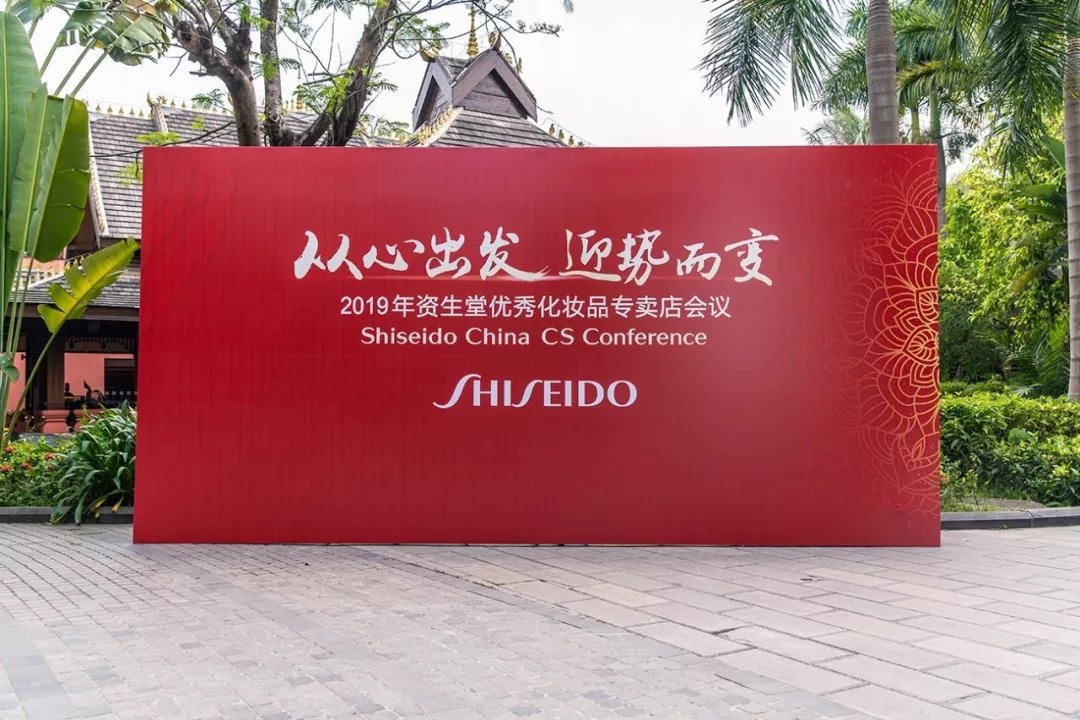 从心出发 迎势而变
2019年资生堂优秀化妆品专卖店会议
Shiseido China CS Conference
SHISEIDO